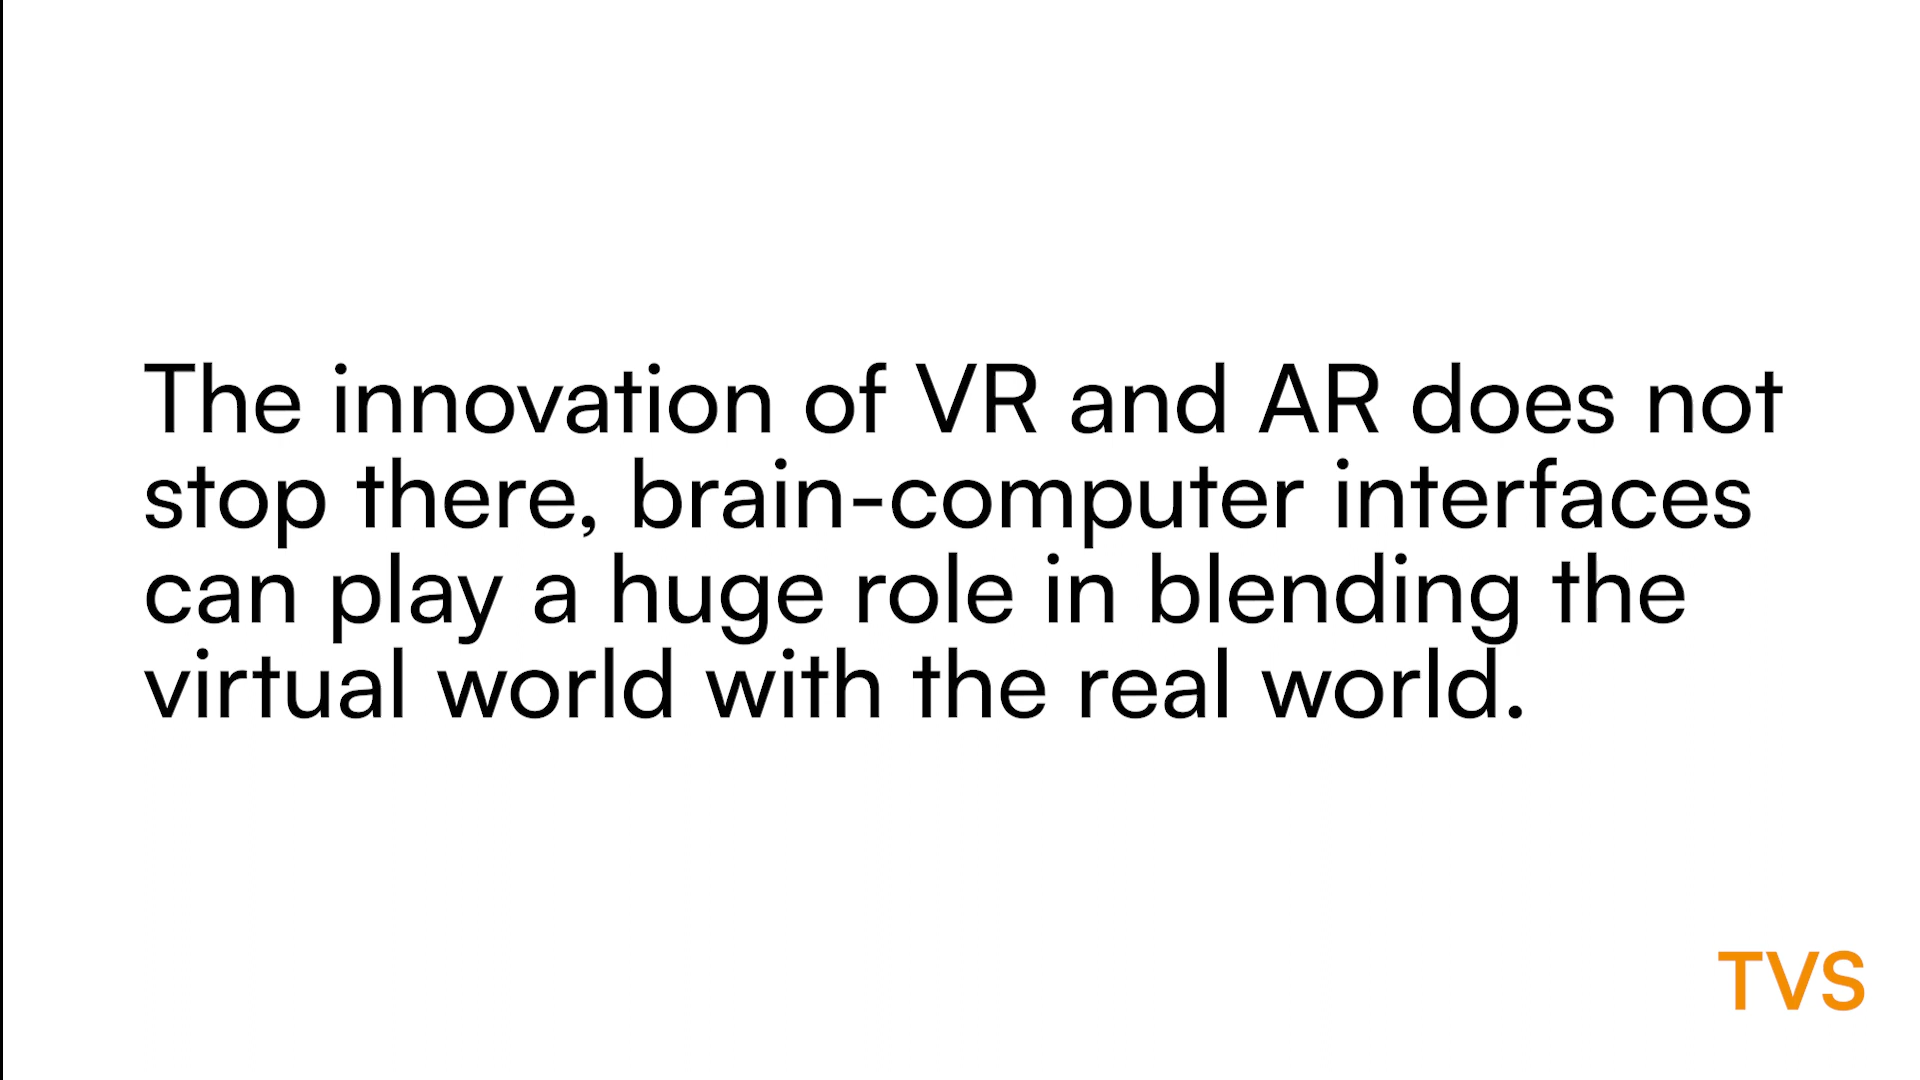 The innovation of VR and AR does not
stop there, brain-computer interfaces
can play a huge role in blending the
virtual world with the real world.
TVS